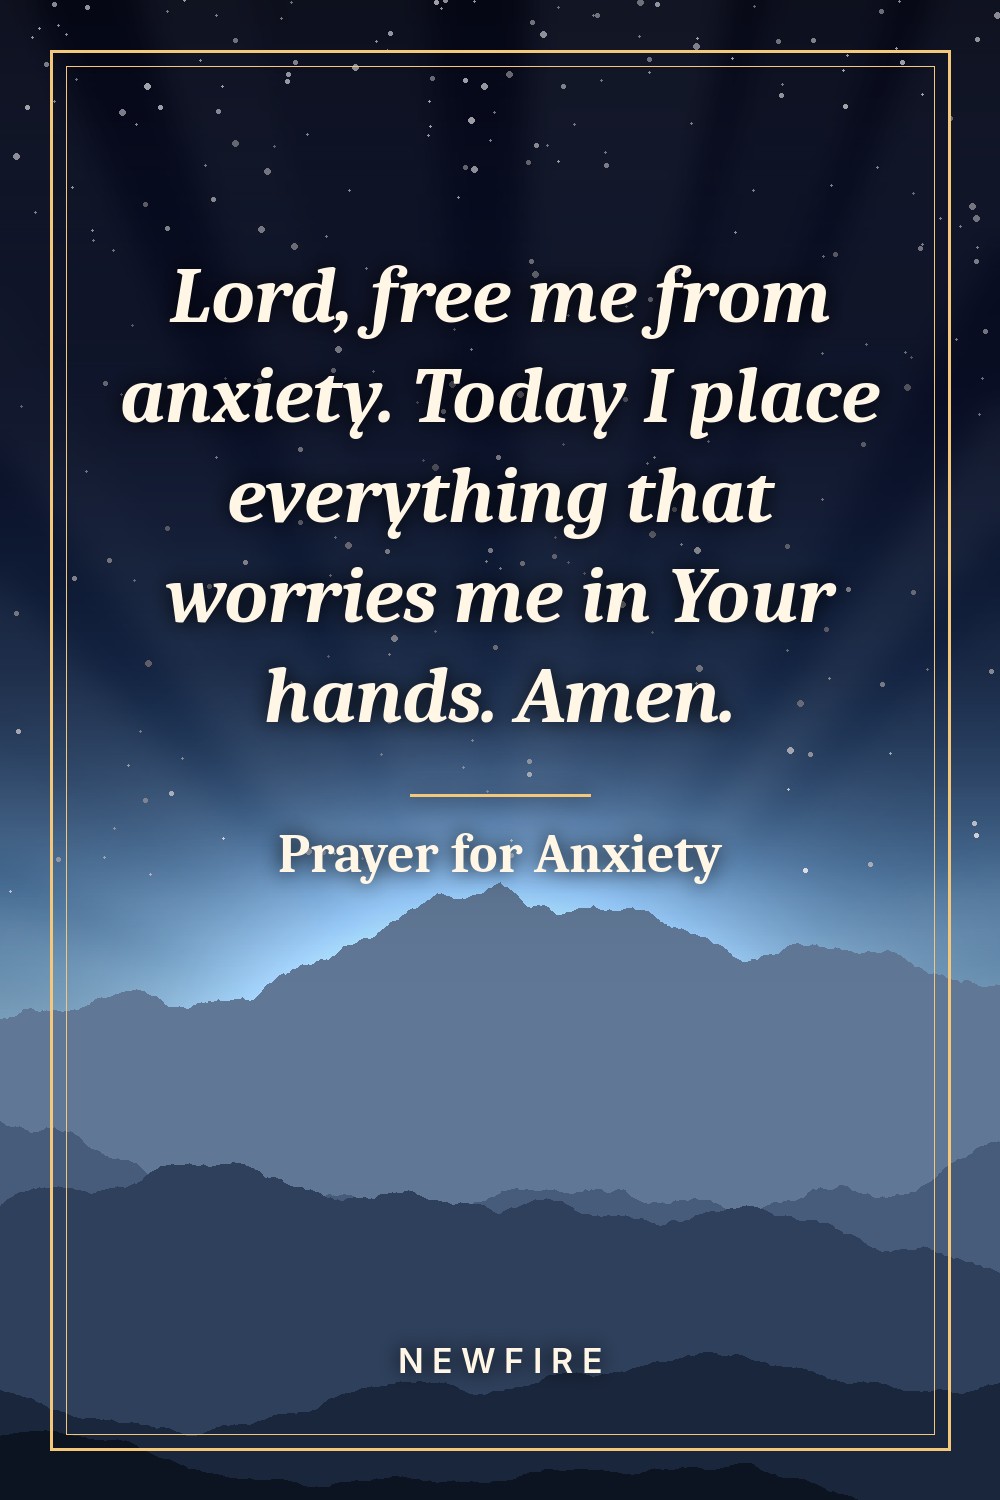 Lord, free me from
anxiety. Today I place
everything that
worries me in Your
hands. Amen.
Prayer for Anxiety
NEWFIRE